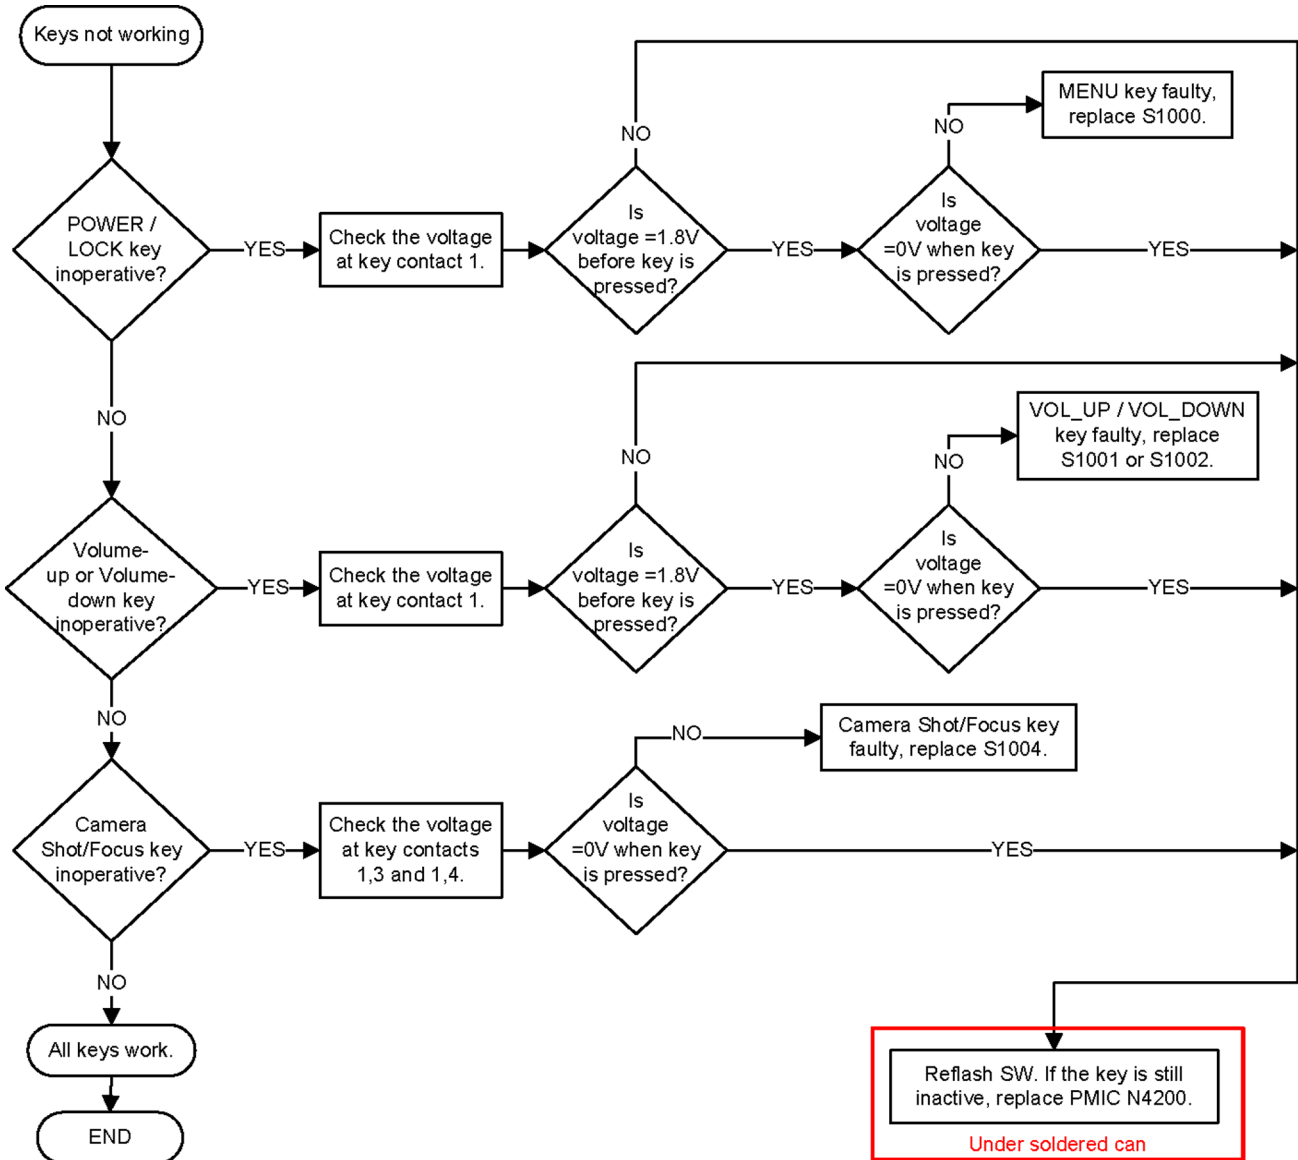 Keys not working
POWER /
LOCK key
inoperative?
YES
Check the voltage
at key contact 1.
Is
voltage =1.8V
before key is
pressed?
NO
YES
Is
voltage
=0V when key
is pressed?
NO
MENU key faulty,
replace S1000.
YES
NO
Volume-
up or Volume-
down key
inoperative?
YES
Check the voltage
at key contact 1.
Is
voltage =1.8V
before key is
pressed?
NO
YES
Is
voltage
=0V when key
is pressed?
NO
VOL_UP / VOL_DOWN
key faulty, replace
S1001 or S1002.
YES
NO
Camera
Shot/Focus key
inoperative?
YES
Check the voltage
at key contacts
1,3 and 1,4.
Is
voltage
=0V when key
is pressed?
NO
Camera Shot/Focus key
faulty, replace S1004.
YES
NO
All keys work.
END
Reflash SW. If the key is still
inactive, replace PMIC N4200.
Under soldered can